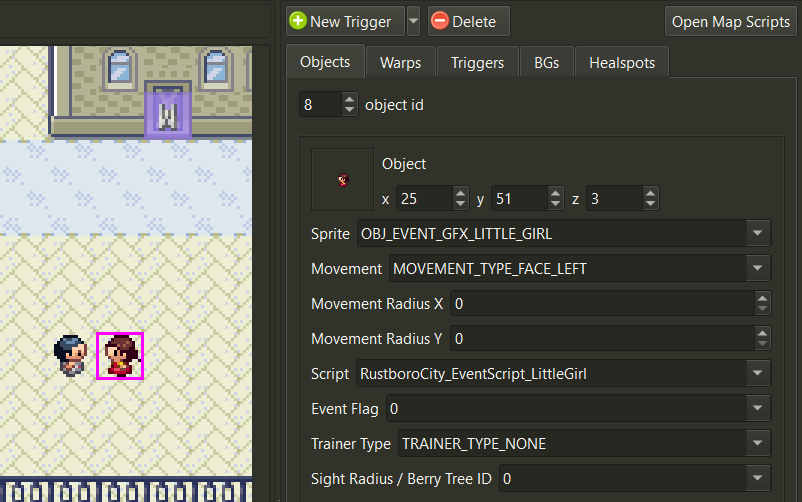 New Trigger Delete Open Map Scripts
Objects Warps Triggers BGs Healspots
8 object id
Object
x 25 y 51 z 3
Sprite OBJ_EVENT_GFX_LITTLE_GIRL
Movement MOVEMENT_TYPE_FACE_LEFT
Movement Radius X 0
Movement Radius Y 0
Script RustboroCity_EventScript_LittleGirl
Event Flag 0
Trainer Type TRAINER_TYPE_NONE
Sight Radius / Berry Tree ID 0